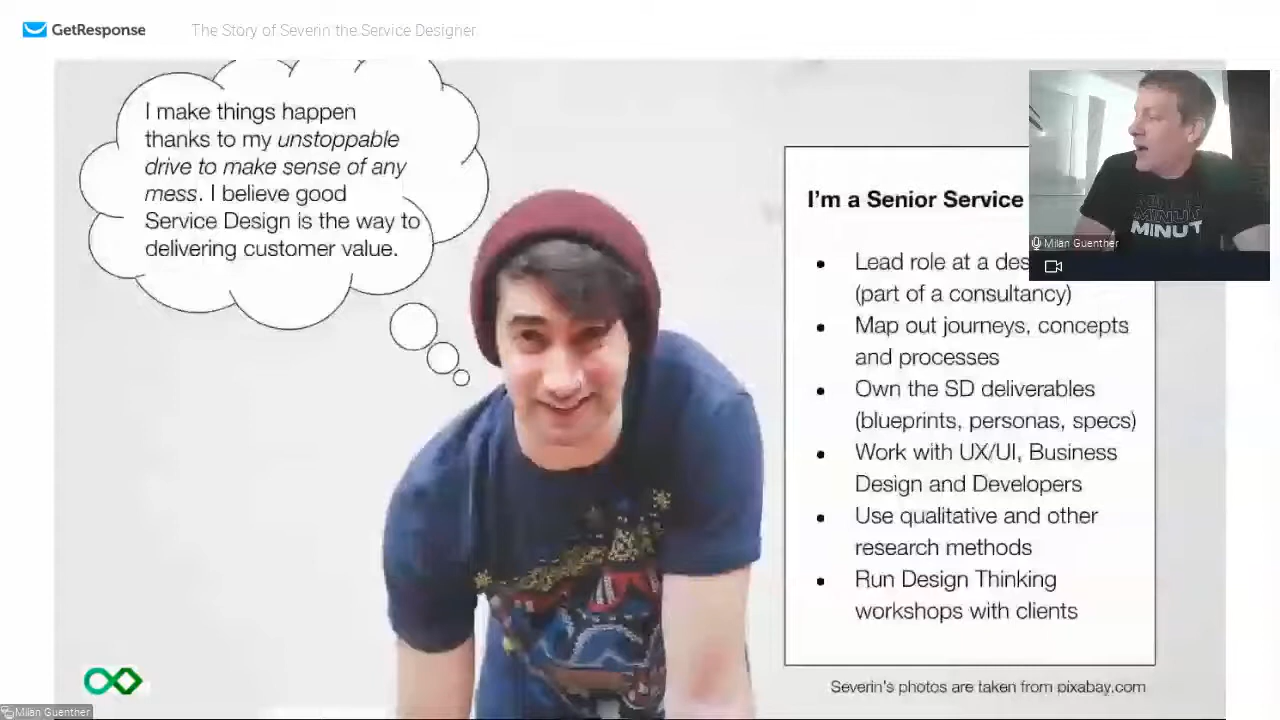 GetResponse
The Story of Severin the Service Designer
I make things happen
thanks to my unstoppable
drive to make sense of any
mess. I believe good
Service Design is the way to
delivering customer value.
I'm a Senior Service
Lead role at a des
(part of a consultancy)
Map out journeys, concepts
and processes
Own the SD deliverables
(blueprints, personas, specs)
Work with UX/UI, Business
Design and Developers
Use qualitative and other
research methods
Run Design Thinking
workshops with clients
Severin's photos are taken from pixabay.com
MINUT
MINUT
Milan Guenther
Milan Guenther